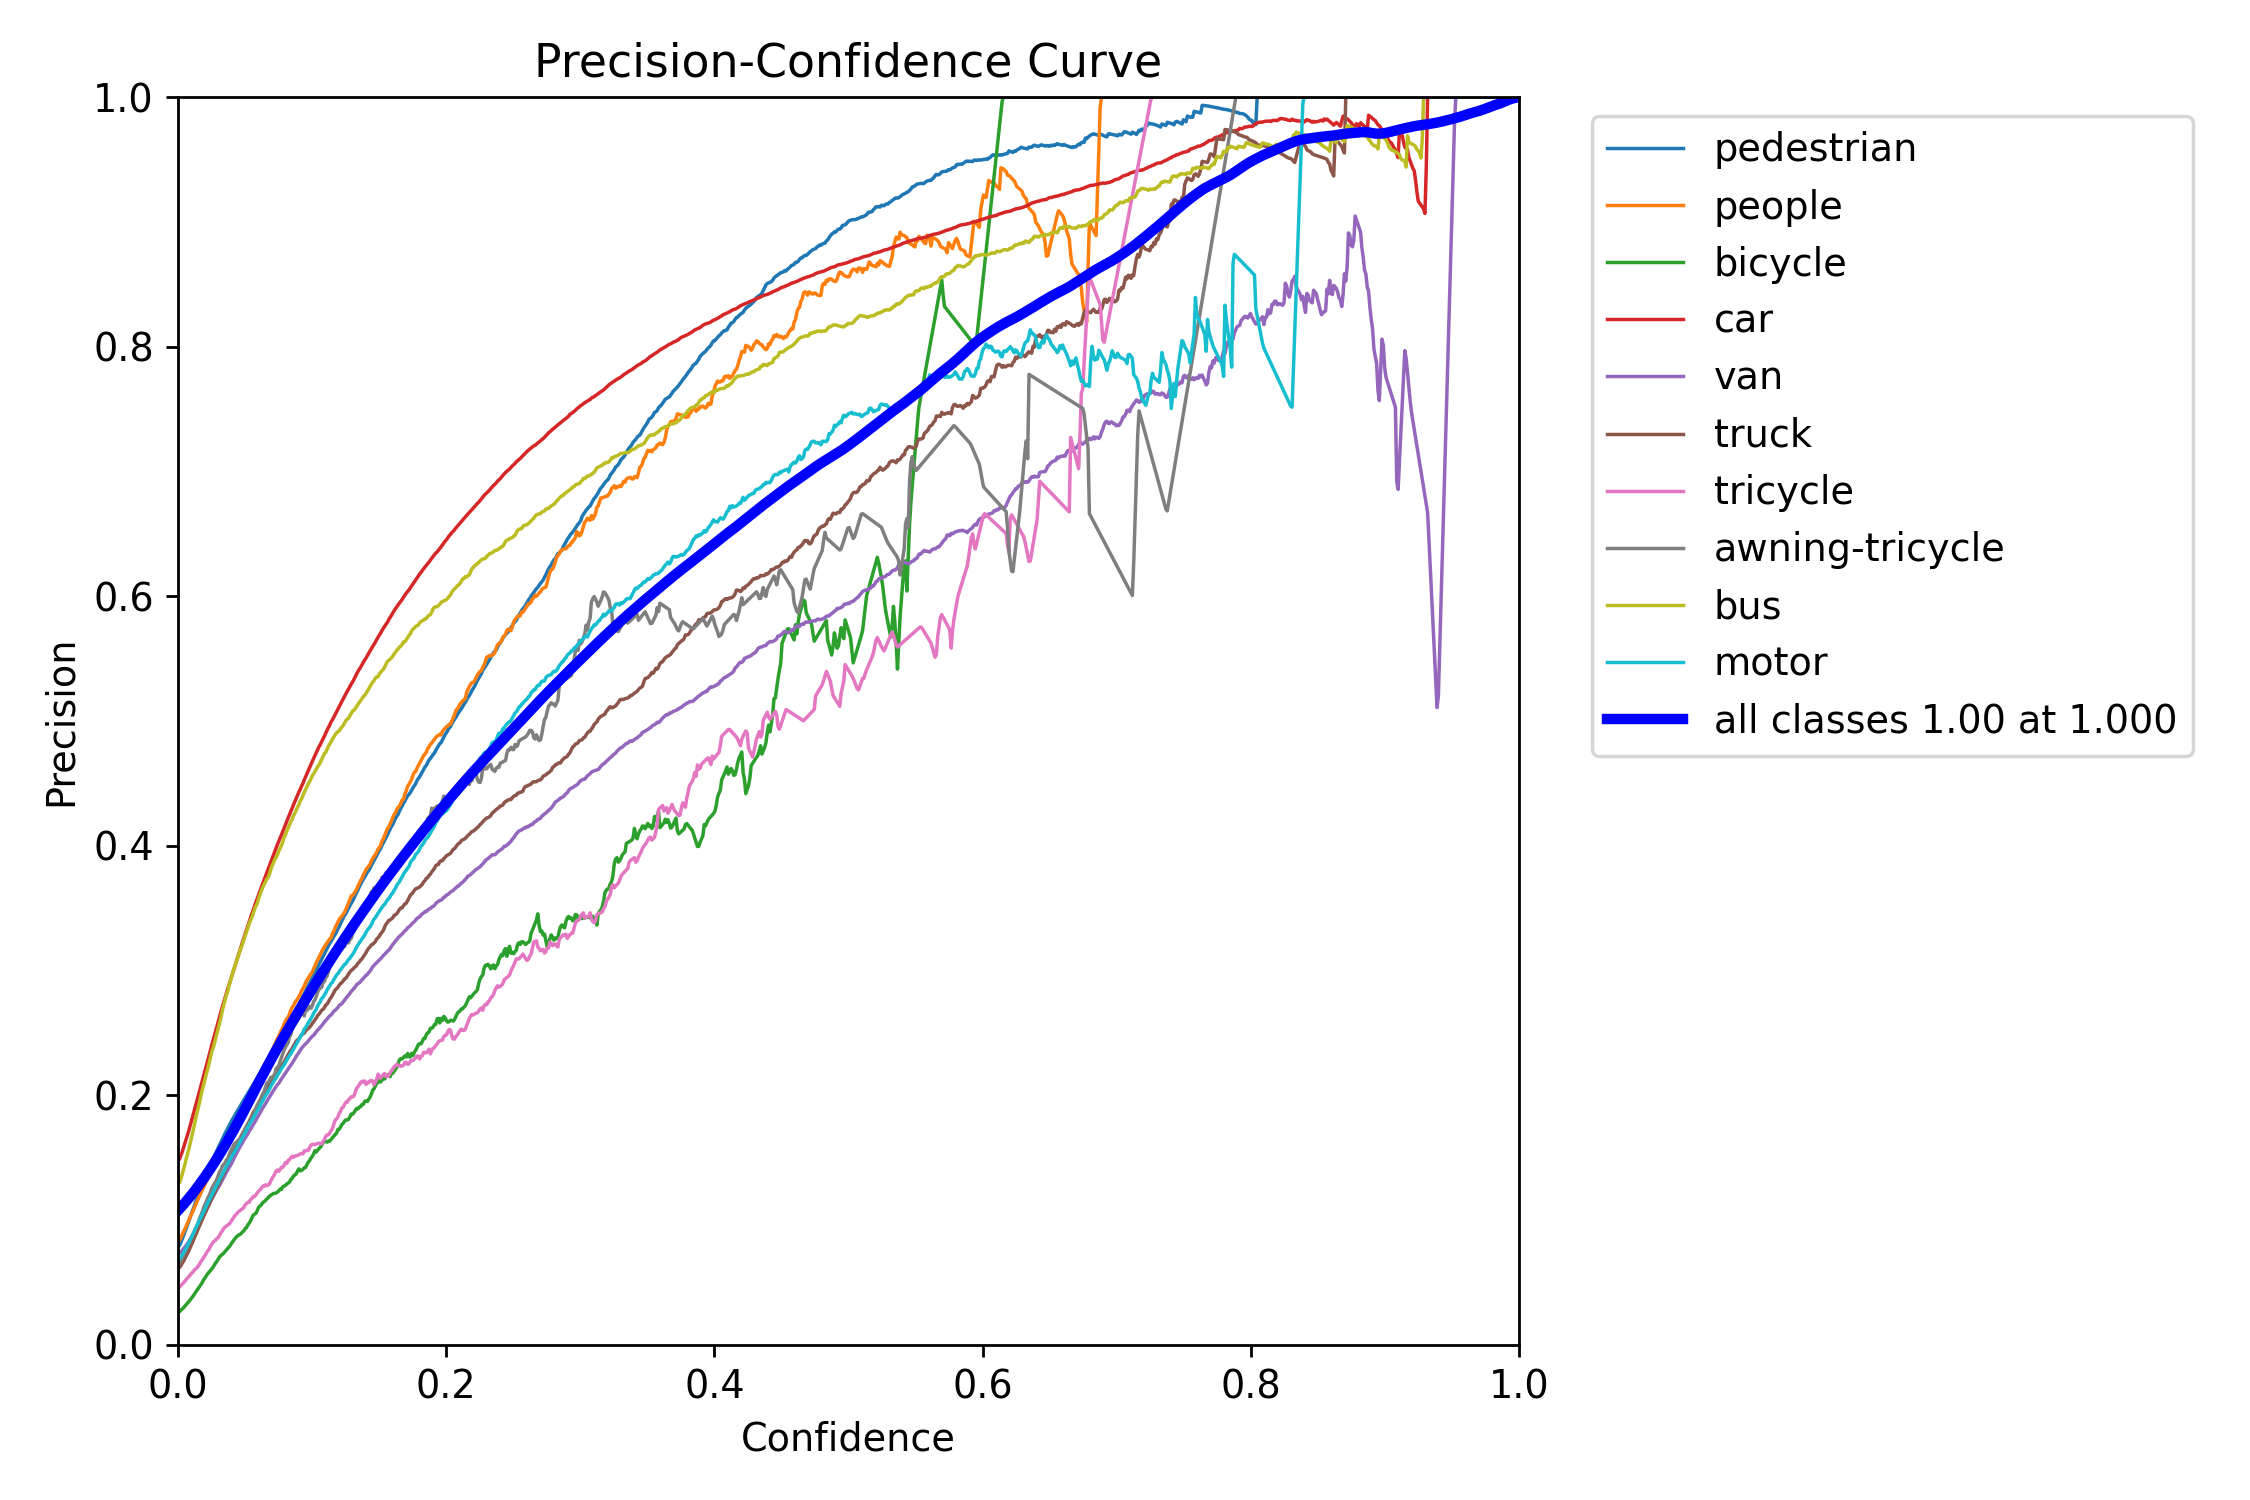 Precision-Confidence Curve
1.0
0.8
0.6
0.4
0.2
0.0
Precision
0.0 0.2 0.4 0.6 0.8 1.0
Confidence
pedestrian
people
bicycle
car
van
truck
tricycle
awning-tricycle
bus
motor
all classes 1.00 at 1.000